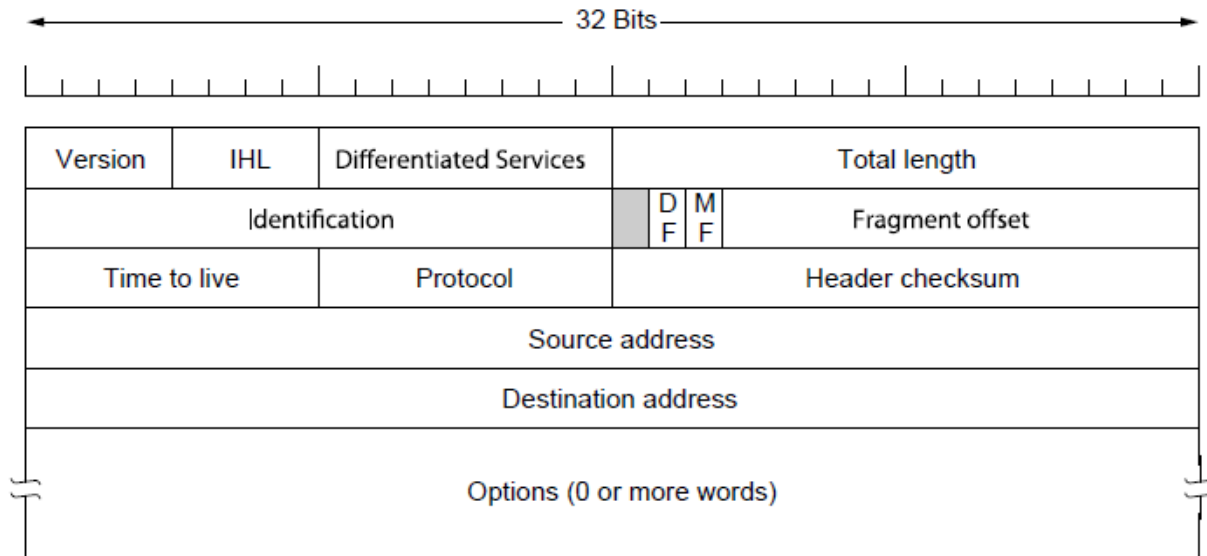 32 Bits
Version IHL Differentiated Services Total length
Identification D F M F Fragment offset
Time to live Protocol Header checksum
Source address
Destination address
Options (0 or more words)